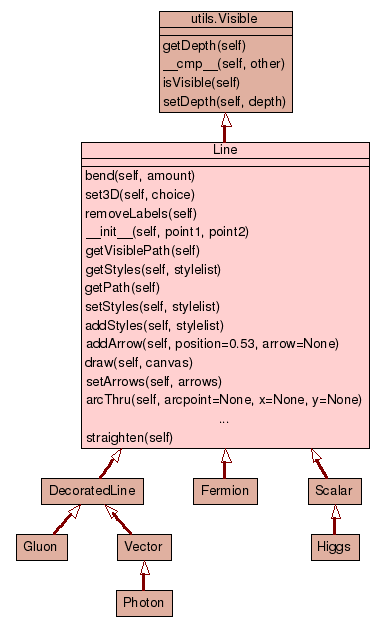 utils.Visible
getDepth(self)
__cmp__(self, other)
isVisible(self)
setDepth(self, depth)
Line
bend(self, amount)
set3D(self, choice)
removeLabels(self)
__init__(self, point1, point2)
getVisiblePath(self)
getStyles(self, stylelist)
getPath(self)
setStyles(self, stylelist)
addStyles(self, stylelist)
addArrow(self, position=0.53, arrow=None)
draw(self, canvas)
setArrows(self, arrows)
arcThru(self, arcpoint=None, x=None, y=None)
...
straighten(self)
DecoratedLine
Fermion
Scalar
Gluon
Vector
Higgs
Photon